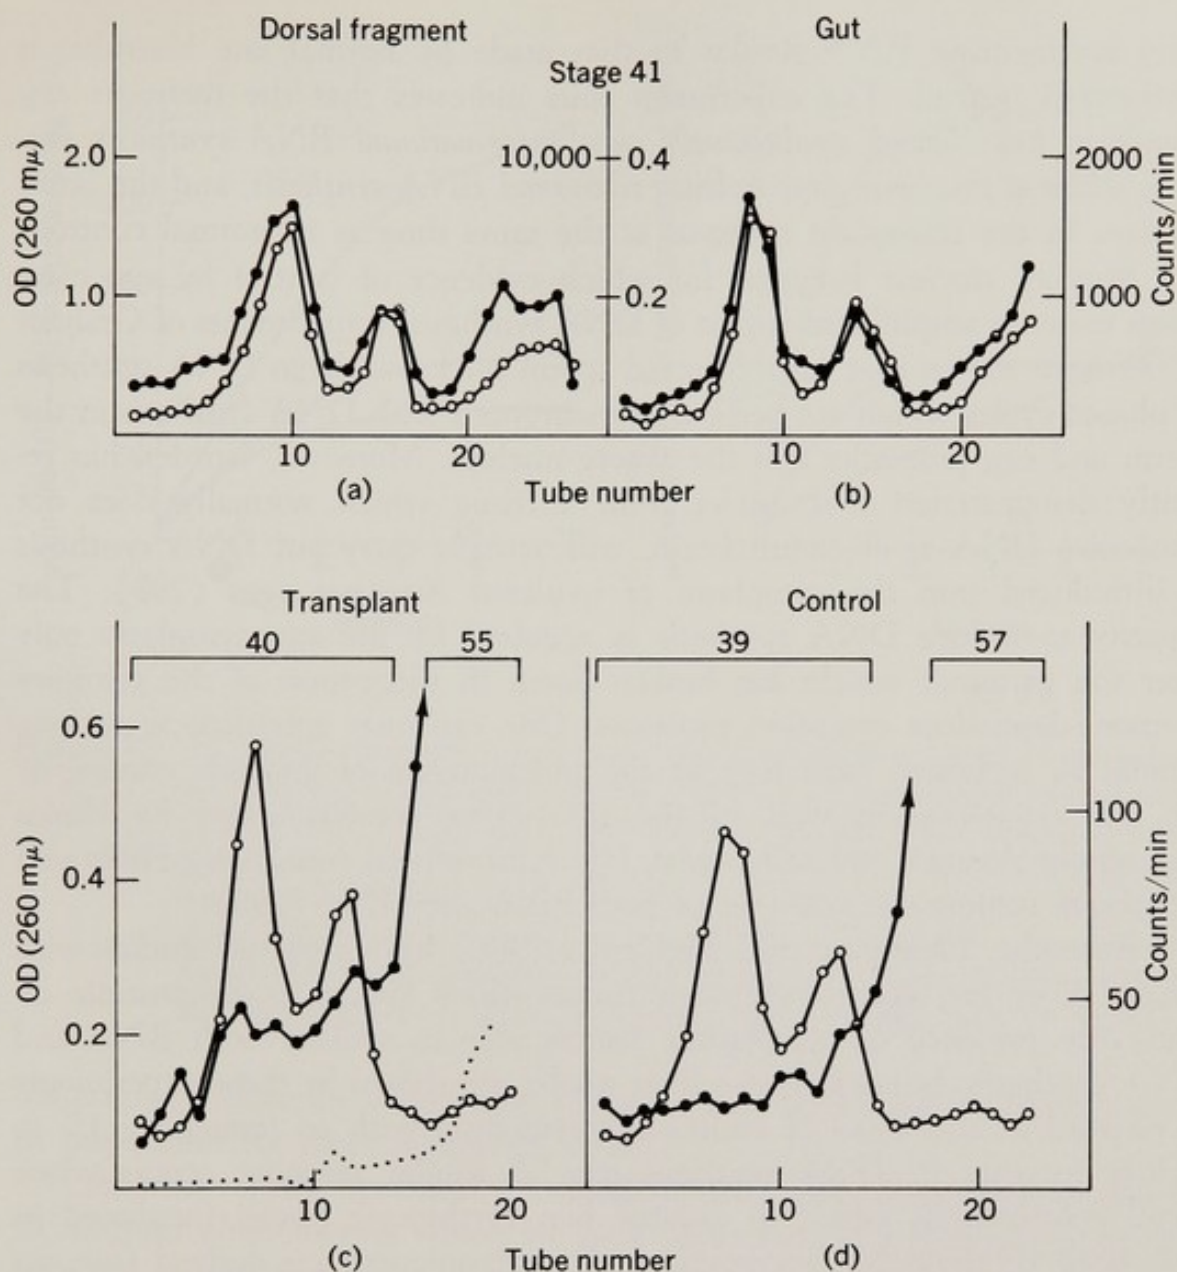 Dorsal fragment
Gut
Stage 41
OD (260 mμ)
2.0
1.0
10,000
0.4
0.2
2000
1000
Counts/min
10
20
10
20
(a)
Tube number
(b)
Transplant
Control
40
55
39
57
OD (260 mμ)
0.6
0.4
0.2
100
50
Counts/min
10
20
10
20
(c)
Tube number
(d)